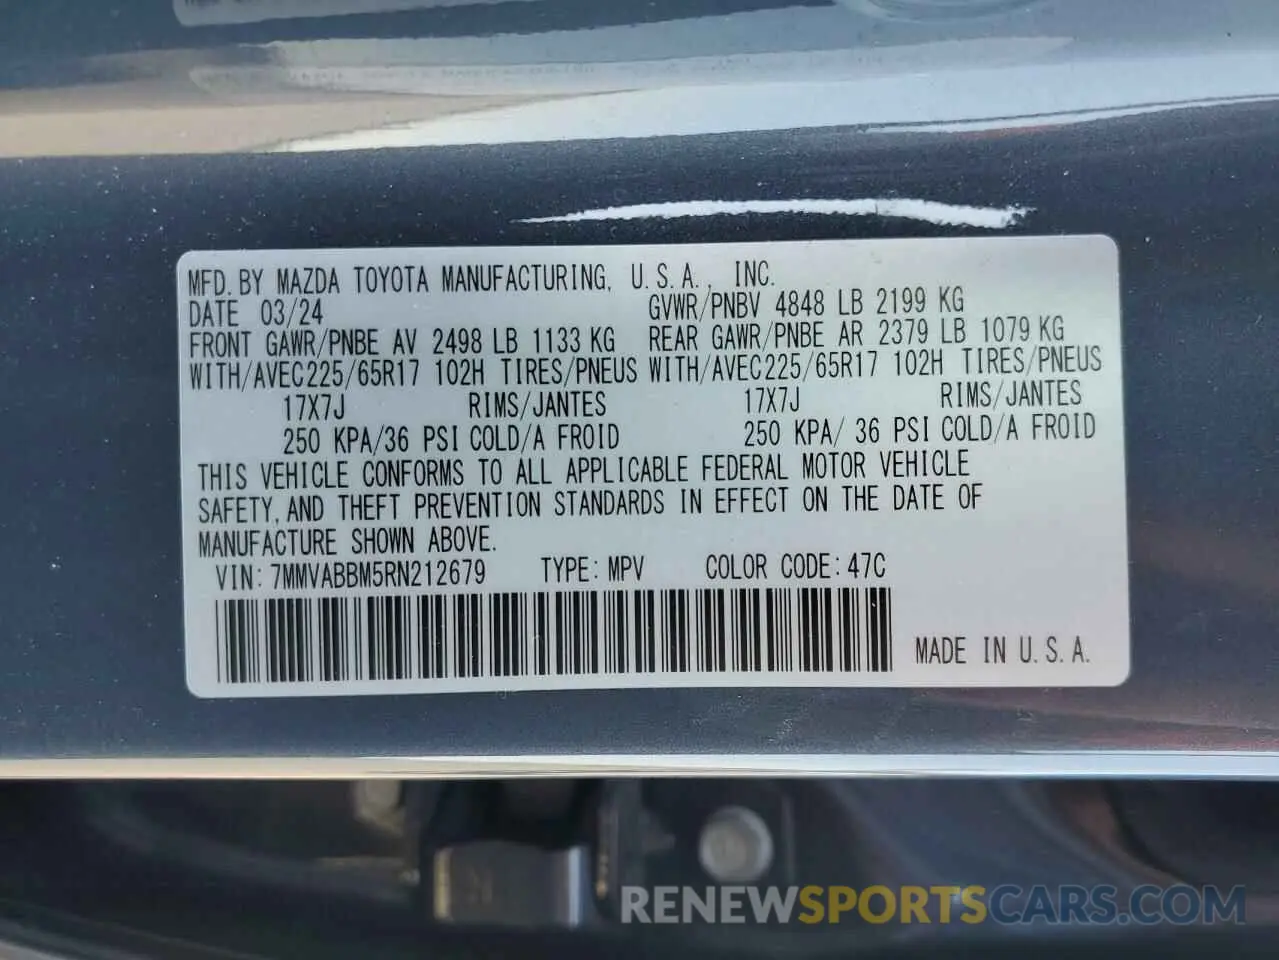 MFD. BY MAZDA TOYOTA MANUFACTURING, U.S.A., INC.
DATE 03/24 GVWR/PNBV 4848 LB 2199 KG
FRONT GAWR/PNBE AV 2498 LB 1133 KG REAR GAWR/PNBE AR 2379 LB 1079 KG
WITH/AVEC225/65R17 102H TIRES/PNEUS WITH/AVEC225/65R17 102H TIRES/PNEUS
17X7J RIMS/JANTES 17X7J RIMS/JANTES
250 KPA/36 PSI COLD/A FROID 250 KPA/ 36 PSI COLD/A FROID
THIS VEHICLE CONFORMS TO ALL APPLICABLE FEDERAL MOTOR VEHICLE
SAFETY, AND THEFT PREVENTION STANDARDS IN EFFECT ON THE DATE OF
MANUFACTURE SHOWN ABOVE.
VIN: 7MMVABBM5RN212679 TYPE: MPV COLOR CODE: 47C
MADE IN U.S.A.
RENEWSPORTSCARS.COM